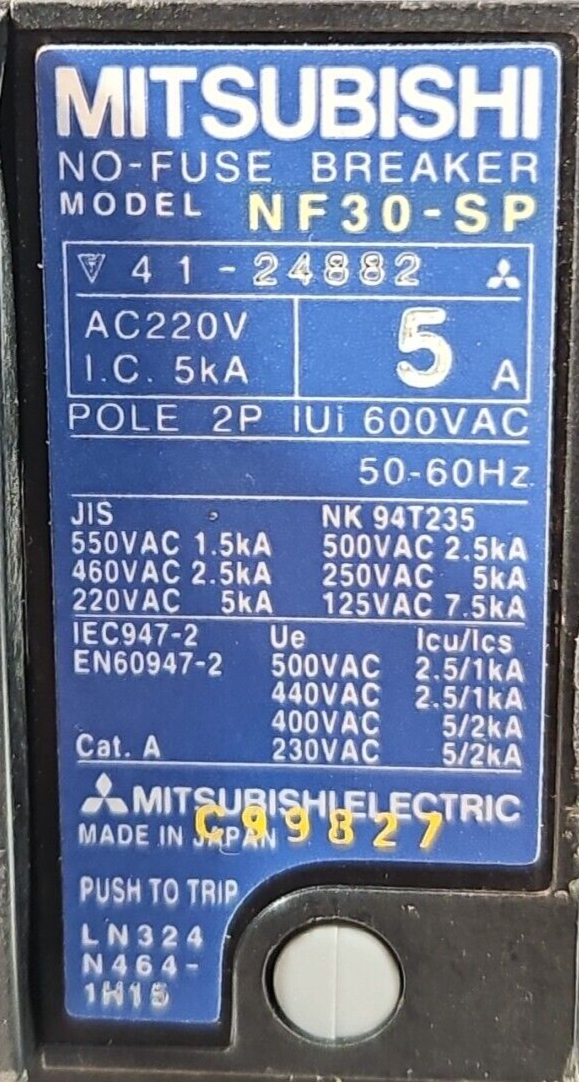 MITSUBISHI
NO-FUSE BREAKER
MODEL NF30-SP
41-24882
AC220V
I.C. 5kA
5 A
POLE 2P IUi 600VAC
50-60Hz
JIS NK 94T235
550VAC 1.5kA 500VAC 2.5kA
460VAC 2.5kA 250VAC 5kA
220VAC 5kA 125VAC 7.5kA
IEC947-2 Ue Icu/Ics
EN60947-2 500VAC 2.5/1kA
440VAC 2.5/1kA
400VAC 5/2kA
Cat. A 230VAC 5/2kA
MITSUBISHI ELECTRIC
C99827
MADE IN JAPAN
PUSH TO TRIP
LN324
N464-
1H15